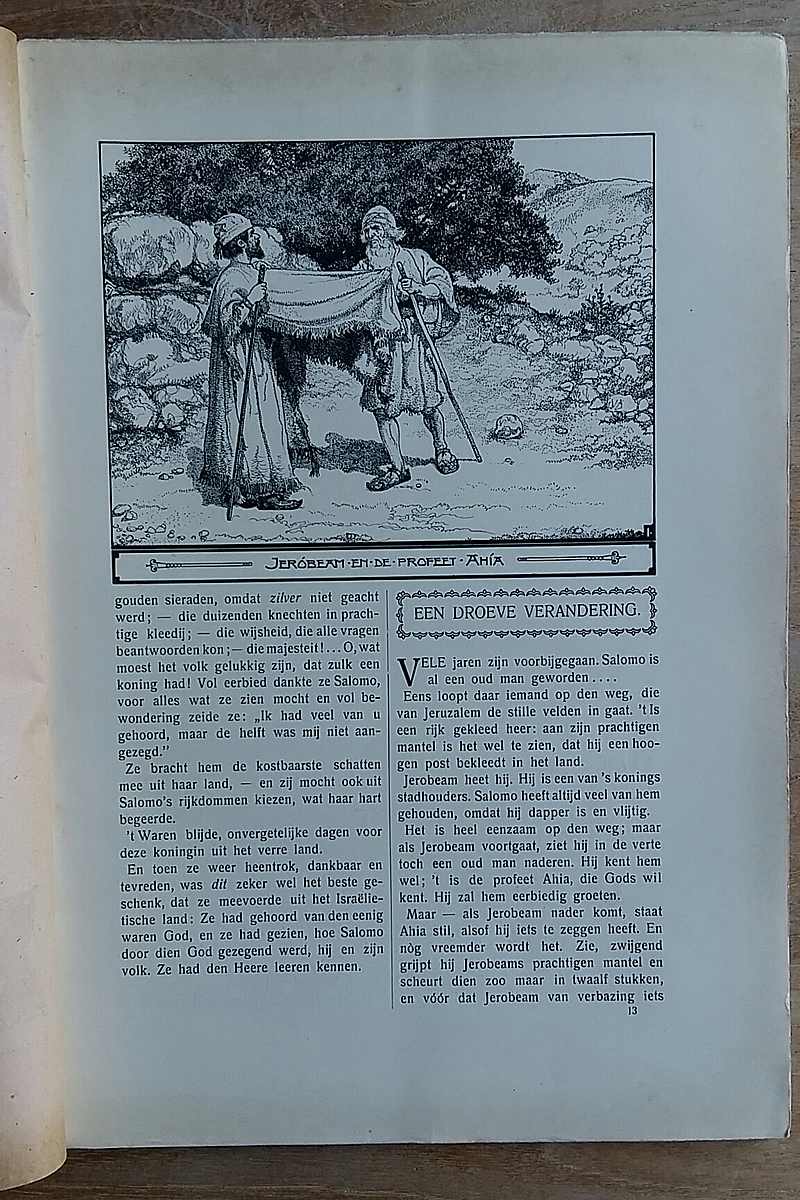 JERÓBEAM·EN·DE·PROFEET·AHÍA
gouden sieraden, omdat zilver niet geacht
werd; — die duizenden knechten in prach-
tige kleedij; — die wijsheid, die alle vragen
beantwoorden kon; — die majesteit!... O, wat
moest het volk gelukkig zijn, dat zulk een
koning had! Vol eerbied dankte ze Salomo,
voor alles wat ze zien mocht en vol be-
wondering zeide ze: „Ik had veel van u
gehoord, maar de helft was mij niet aan-
gezegd.”
Ze bracht hem de kostbaarste schatten
mee uit haar land, — en zij mocht ook uit
Salomo's rijkdommen kiezen, wat haar hart
begeerde.
't Waren blijde, onvergetelijke dagen voor
deze koningin uit het verre land.
En toen ze weer heentrok, dankbaar en
tevreden, was dit zeker wel het beste ge-
schenk, dat ze meevoerde uit het Israëlie-
tische land: Ze had gehoord van den eenig
waren God, en ze had gezien, hoe Salomo
door dien God gezegend werd, hij en zijn
volk. Ze had den Heere leeren kennen.
EEN DROEVE VERANDERING.
VELE jaren zijn voorbijgegaan. Salomo is
al een oud man geworden....
Eens loopt daar iemand op den weg, die
van Jeruzalem de stille velden in gaat. 't Is
een rijk gekleed heer: aan zijn prachtigen
mantel is het wel te zien, dat hij een hoo-
gen post bekleedt in het land.
Jerobeam heet hij. Hij is een van 's konings
stadhouders. Salomo heeft altijd veel van hem
gehouden, omdat hij dapper is en vlijtig.
Het is heel eenzaam op den weg; maar
als Jerobeam voortgaat, ziet hij in de verte
toch een oud man naderen. Hij kent hem
wel; 't is de profeet Ahia, die Gods wil
kent. Hij zal hem eerbiedig groeten.
Maar — als Jerobeam nader komt, staat
Ahia stil, alsof hij iets te zeggen heeft. En
nòg vreemder wordt het. Zie, zwijgend
grijpt hij Jerobeams prachtigen mantel en
scheurt dien zoo maar in twaalf stukken,
en vóór dat Jerobeam van verbazing iets
13